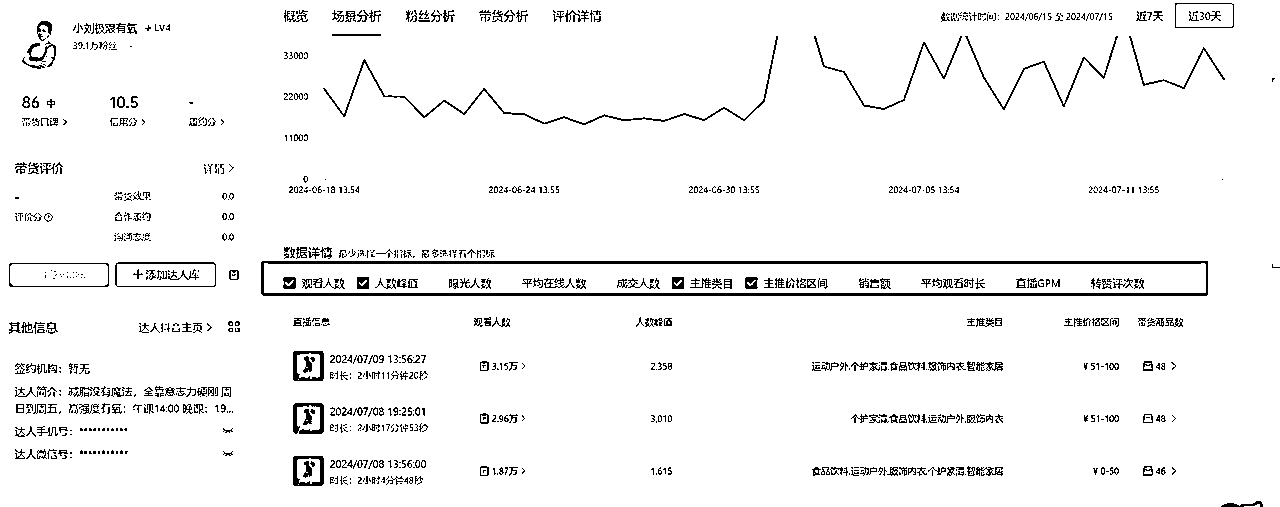 小刘极限有氧 +LV4
39.1万粉丝
86 中
10.5
-
带货口碑 >
信用分 >
履约分 >
带货评价
详情 >
-
带货效果 0.0
评价分
合作履约 0.0
沟通态度 0.0
+添加达人库
其他信息
达人抖音主页 >
签约机构：暂无
达人简介：减脂没有魔法，全靠意志力硬刚 周
日到周五，高强度有氧：午课14:00 晚课：19...
达人手机号：***********
达人微信号：***********
概览 场景分析 粉丝分析 带货分析 评价详情
数据统计时间：2024/06/15 至 2024/07/15 近7天 近30天
33000
22000
11000
0
2024-06-18 13:54 2024-06-24 13:55 2024-06-30 13:55 2024-07-05 13:54 2024-07-11 13:55
数据详情 最少选择一个指标，最多选择五个指标
观看人数 人数峰值 曝光人数 平均在线人数 成交人数 主推类目 主推价格区间 销售额 平均观看时长 直播GPM 转赞评次数
直播信息 观看人数 人数峰值 主推类目 主推价格区间 带货商品数
2024/07/09 13:56:27
时长：2小时11分钟20秒
3.15万 > 2,358 运动户外,个护家清,食品饮料,服饰内衣,智能家居 ¥51-100 48 >
2024/07/08 19:25:01
时长：2小时17分钟53秒
2.96万 > 3,010 个护家清,食品饮料,运动户外,服饰内衣 ¥51-100 48 >
2024/07/08 13:56:00
时长：2小时4分钟48秒
1.87万 > 1,615 食品饮料,运动户外,服饰内衣,个护家清,智能家居 ¥0-50 46 >